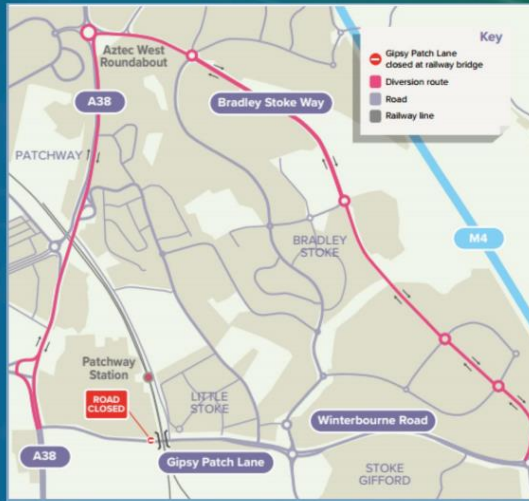 Key
Gipsy Patch Lane
closed at railway bridge
Diversion route
Road
Railway line
Aztec West
Roundabout
A38
Bradley Stoke Way
PATCHWAY
BRADLEY
STOKE
M4
Patchway
Station
ROAD
CLOSED
LITTLE
STOKE
Winterbourne Road
A38
Gipsy Patch Lane
STOKE
GIFFORD